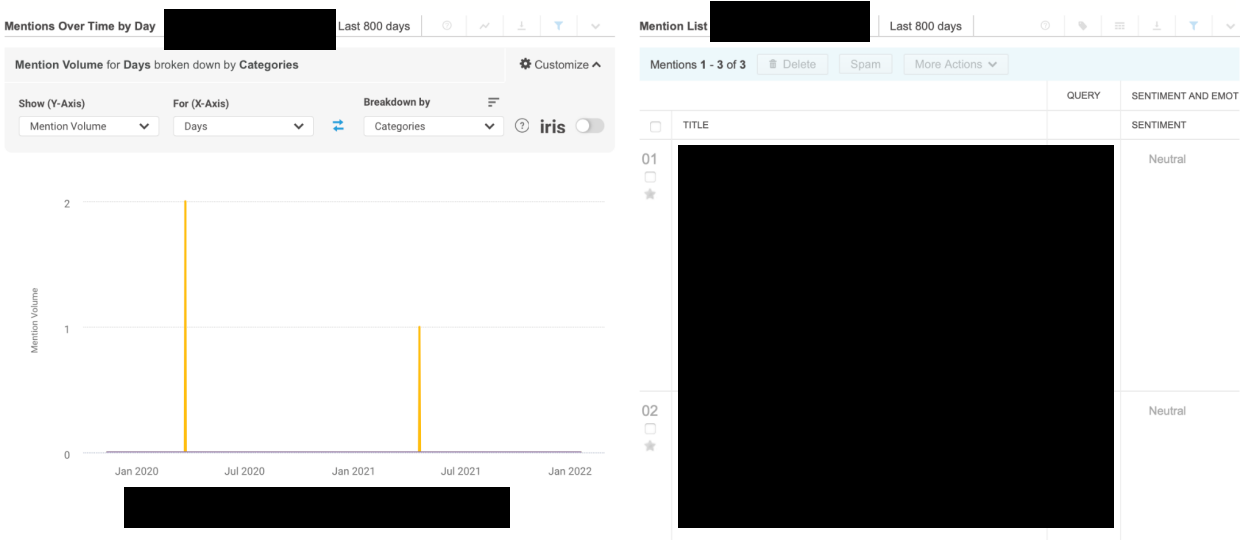 Mentions Over Time by Day
Last 800 days
Mention Volume for Days broken down by Categories
Customize
Show (Y-Axis)
For (X-Axis)
Breakdown by
Mention Volume
Days
Categories
iris
Mention Volume
2
1
0
Jan 2020
Jul 2020
Jan 2021
Jul 2021
Jan 2022
Mention List
Last 800 days
Mentions 1 - 3 of 3
Delete
Spam
More Actions
QUERY
SENTIMENT AND EMOT
TITLE
SENTIMENT
01
Neutral
02
Neutral